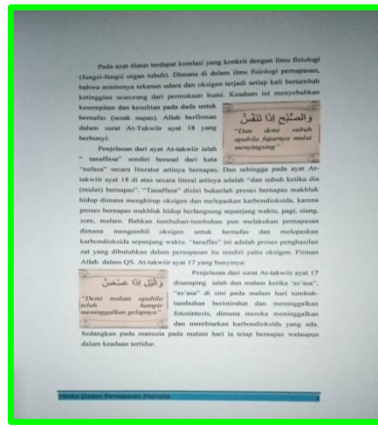 Pada ayat diatas terdapat korelasi yang konkrit dengan ilmu fisiologi
(fungsi-fungsi organ tubuh). Dimana di dalam ilmu fisiologi pernapasan,
bahwa minimnya tekanan udara dan oksigen terjadi setiap kali bertambah
ketinggian seseorang dari permukaan bumi. Keadaan ini menyebabkan
kesempitan dan kesulitan pada dada untuk
bernafas (sesak napas). Allah berfirman
dalam surat At-Takwiir ayat 18 yang
berbunyi:
وَالصُّبْحِ إِذَا تَنَفَّسَ
"Dan demi subuh
apabila fajarnya mulai
menyingsing"
Penjelasan dari ayat At-takwiir ialah
" tanaffasa" sendiri berasal dari kata
"nafasa" secara literatur artinya bernapas. Dan sehingga pada ayat At-
takwiir ayat 18 di atas secara literal artinya adalah "dan subuh ketika dia
(mulai) bernapas". "Tanaffasa" disini bukanlah proses bernapas makhluk
hidup dimana menghirup oksigen dan melepaskan karbondioksida, karena
proses bernapas makhluk hidup berlangsung sepanjang waktu, pagi, siang,
sore, malam. Bahkan tumbuhan-tumbuhan pun melakukan pernapasan
dimana mengambil oksigen untuk bernafas dan melepaskan
karbondioksida sepanjang waktu. "tanaffas" ini adalah proses penghasilan
zat yang dibutuhkan dalam pernapasan itu sendiri yaitu oksigen. Firman
Allah dalam QS. At-takwiir ayat 17 yang bunyinya:
وَالَّيْلِ إِذَا عَسْعَسَ
"Demi malam apabila
telah hampir
meninggalkan gelapnya"
Penjelasan dari surat At-takwiir ayat 17
disamping ialah dan malam ketika "as'asa",
"as'asa" di sini pada malam hari tumbuh-
tumbuhan beristirahat dan meninggalkan
fotosintesis, dimana mereka meninggalkan
dan membiarkan karbondioksida yang ada.
Sedangkan pada manusia pada malam hari ia tetap bernapas walaupun
dalam keadaan tertidur.
Sistem Pernapasan Manusia